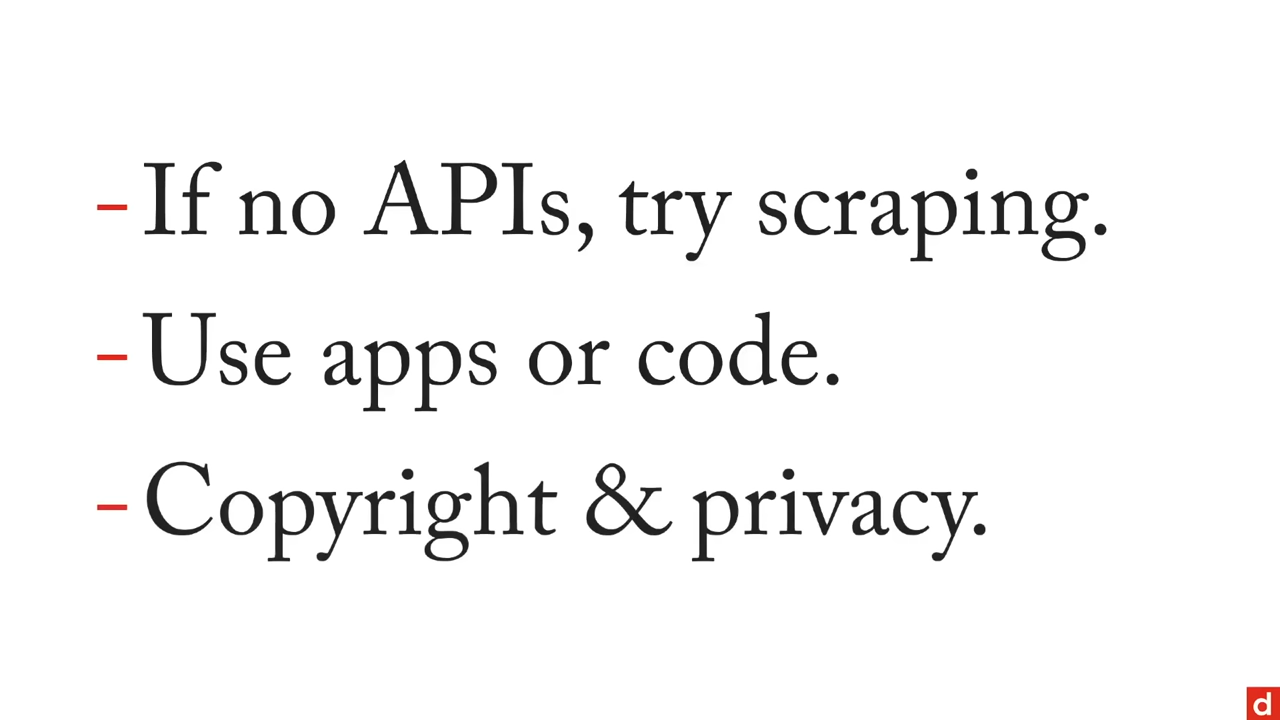 - If no APIs, try scraping.
- Use apps or code.
- Copyright & privacy.
d